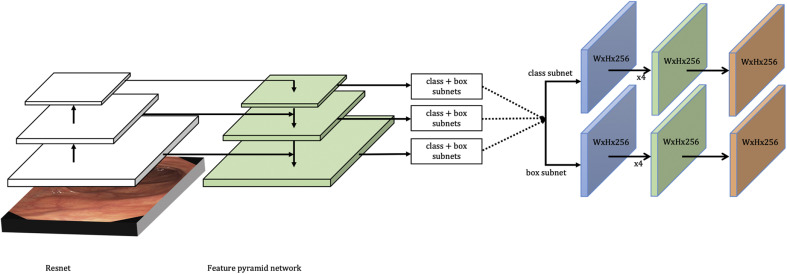 class + box
subnets
class + box
subnets
class + box
subnets
class subnet
box subnet
WxHx256
x4
WxHx256
WxHx256
WxHx256
x4
WxHx256
WxHx256
Resnet
Feature pyramid network